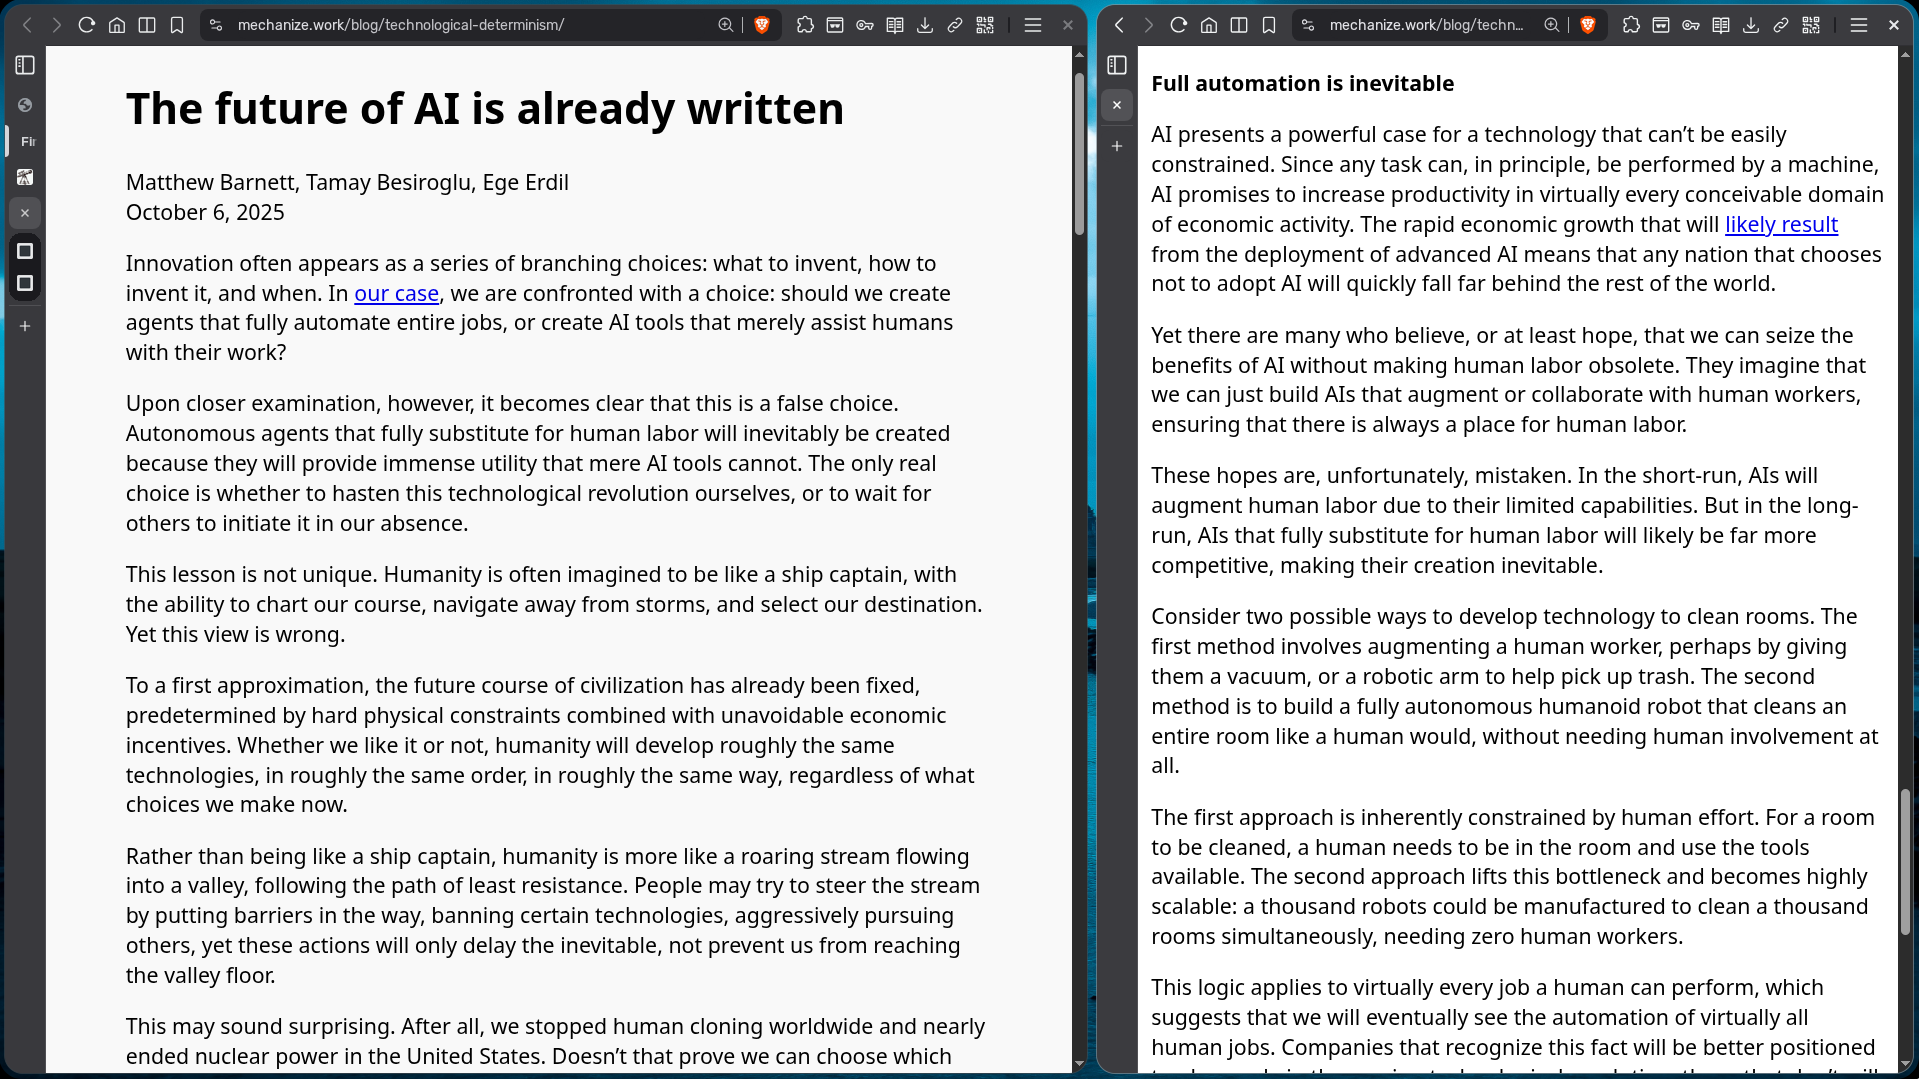 mechanize.work/blog/technological-determinism/
Fir
The future of AI is already written
Matthew Barnett, Tamay Besiroglu, Ege Erdil
October 6, 2025
Innovation often appears as a series of branching choices: what to invent, how to
invent it, and when. In our case, we are confronted with a choice: should we create
agents that fully automate entire jobs, or create AI tools that merely assist humans
with their work?
Upon closer examination, however, it becomes clear that this is a false choice.
Autonomous agents that fully substitute for human labor will inevitably be created
because they will provide immense utility that mere AI tools cannot. The only real
choice is whether to hasten this technological revolution ourselves, or to wait for
others to initiate it in our absence.
This lesson is not unique. Humanity is often imagined to be like a ship captain, with
the ability to chart our course, navigate away from storms, and select our destination.
Yet this view is wrong.
To a first approximation, the future course of civilization has already been fixed,
predetermined by hard physical constraints combined with unavoidable economic
incentives. Whether we like it or not, humanity will develop roughly the same
technologies, in roughly the same order, in roughly the same way, regardless of what
choices we make now.
Rather than being like a ship captain, humanity is more like a roaring stream flowing
into a valley, following the path of least resistance. People may try to steer the stream
by putting barriers in the way, banning certain technologies, aggressively pursuing
others, yet these actions will only delay the inevitable, not prevent us from reaching
the valley floor.
This may sound surprising. After all, we stopped human cloning worldwide and nearly
ended nuclear power in the United States. Doesn’t that prove we can choose which
mechanize.work/blog/techn…
Full automation is inevitable
AI presents a powerful case for a technology that can’t be easily
constrained. Since any task can, in principle, be performed by a machine,
AI promises to increase productivity in virtually every conceivable domain
of economic activity. The rapid economic growth that will likely result
from the deployment of advanced AI means that any nation that chooses
not to adopt AI will quickly fall far behind the rest of the world.
Yet there are many who believe, or at least hope, that we can seize the
benefits of AI without making human labor obsolete. They imagine that
we can just build AIs that augment or collaborate with human workers,
ensuring that there is always a place for human labor.
These hopes are, unfortunately, mistaken. In the short-run, AIs will
augment human labor due to their limited capabilities. But in the long-
run, AIs that fully substitute for human labor will likely be far more
competitive, making their creation inevitable.
Consider two possible ways to develop technology to clean rooms. The
first method involves augmenting a human worker, perhaps by giving
them a vacuum, or a robotic arm to help pick up trash. The second
method is to build a fully autonomous humanoid robot that cleans an
entire room like a human would, without needing human involvement at
all.
The first approach is inherently constrained by human effort. For a room
to be cleaned, a human needs to be in the room and use the tools
available. The second approach lifts this bottleneck and becomes highly
scalable: a thousand robots could be manufactured to clean a thousand
rooms simultaneously, needing zero human workers.
This logic applies to virtually every job a human can perform, which
suggests that we will eventually see the automation of virtually all
human jobs. Companies that recognize this fact will be better positioned